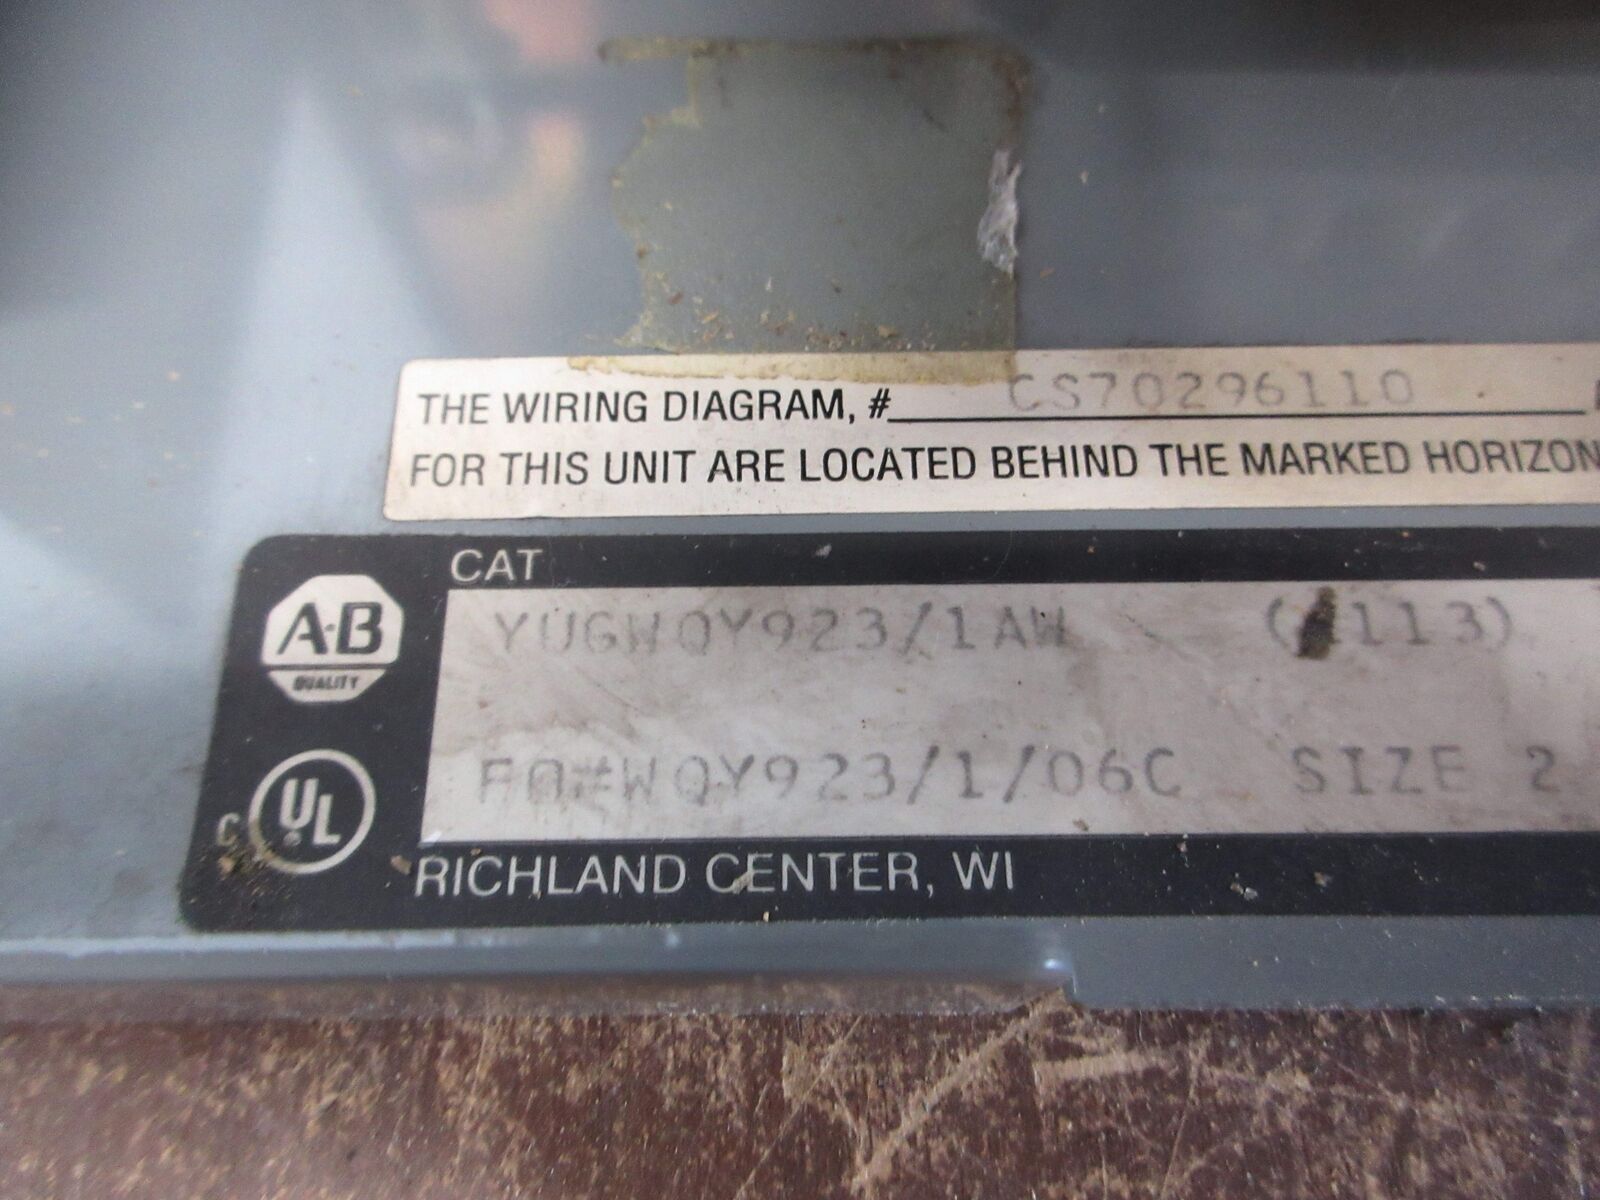 THE WIRING DIAGRAM, # CS70296110
FOR THIS UNIT ARE LOCATED BEHIND THE MARKED HORIZON
CAT
A-B
QUALITY
YUGWQY923/1AW
113)
FO#WQY923/1/06C SIZE 2
C UL
RICHLAND CENTER, WI